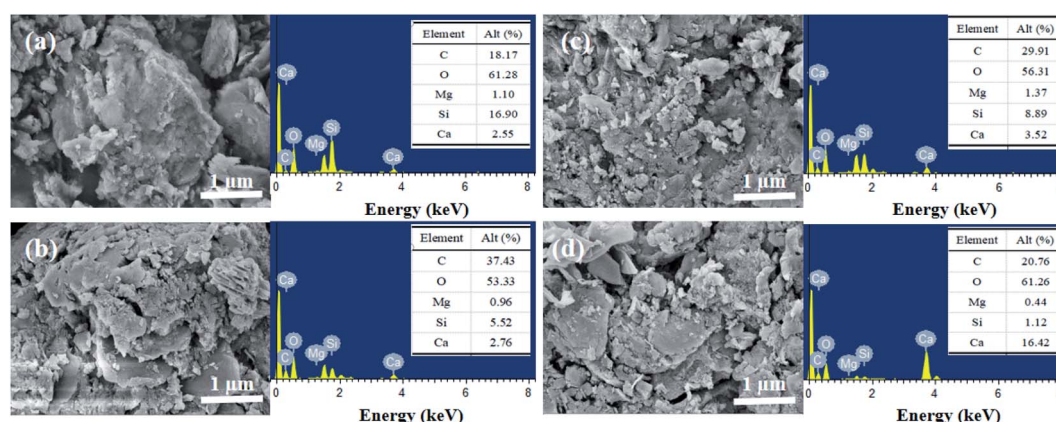 (a)
1 µm
Ca
C
O
Mg
Si
Ca
Element Alt (%)
C 18.17
O 61.28
Mg 1.10
Si 16.90
Ca 2.55
0 2 4 6 8
Energy (keV)
(c)
1 µm
Ca
C
O
Mg
Si
Ca
Element Alt (%)
C 29.91
O 56.31
Mg 1.37
Si 8.89
Ca 3.52
0 2 4 6
Energy (keV)
(b)
1 µm
Ca
C
O
Mg
Si
Ca
Element Alt (%)
C 37.43
O 53.33
Mg 0.96
Si 5.52
Ca 2.76
0 2 4 6 8
Energy (keV)
(d)
1 µm
Ca
C
O
Mg
Si
Ca
Element Alt (%)
C 20.76
O 61.26
Mg 0.44
Si 1.12
Ca 16.42
0 2 4 6
Energy (keV)